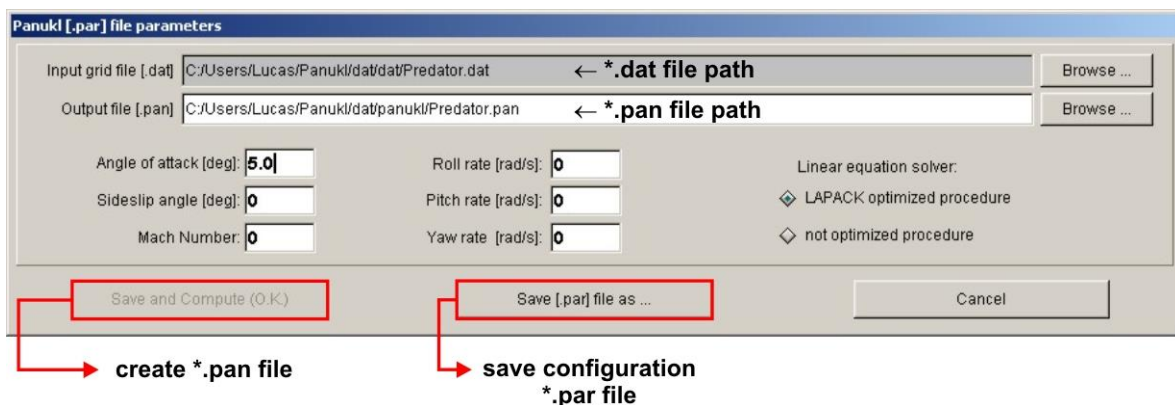 Panukl [.par] file parameters
Input grid file [.dat] C:/Users/Lucas/Panukl/dat/dat/Predator.dat ← *.dat file path Browse ...
Output file [.pan] C:/Users/Lucas/Panukl/dat/panukl/Predator.pan ← *.pan file path Browse ...
Angle of attack [deg]: 5.0 Roll rate [rad/s]: 0 Linear equation solver:
Sideslip angle [deg]: 0 Pitch rate [rad/s]: 0 LAPACK optimized procedure
Mach Number: 0 Yaw rate [rad/s]: 0 not optimized procedure
Save and Compute (O.K.) Save [.par] file as ... Cancel
create *.pan file save configuration
*.par file